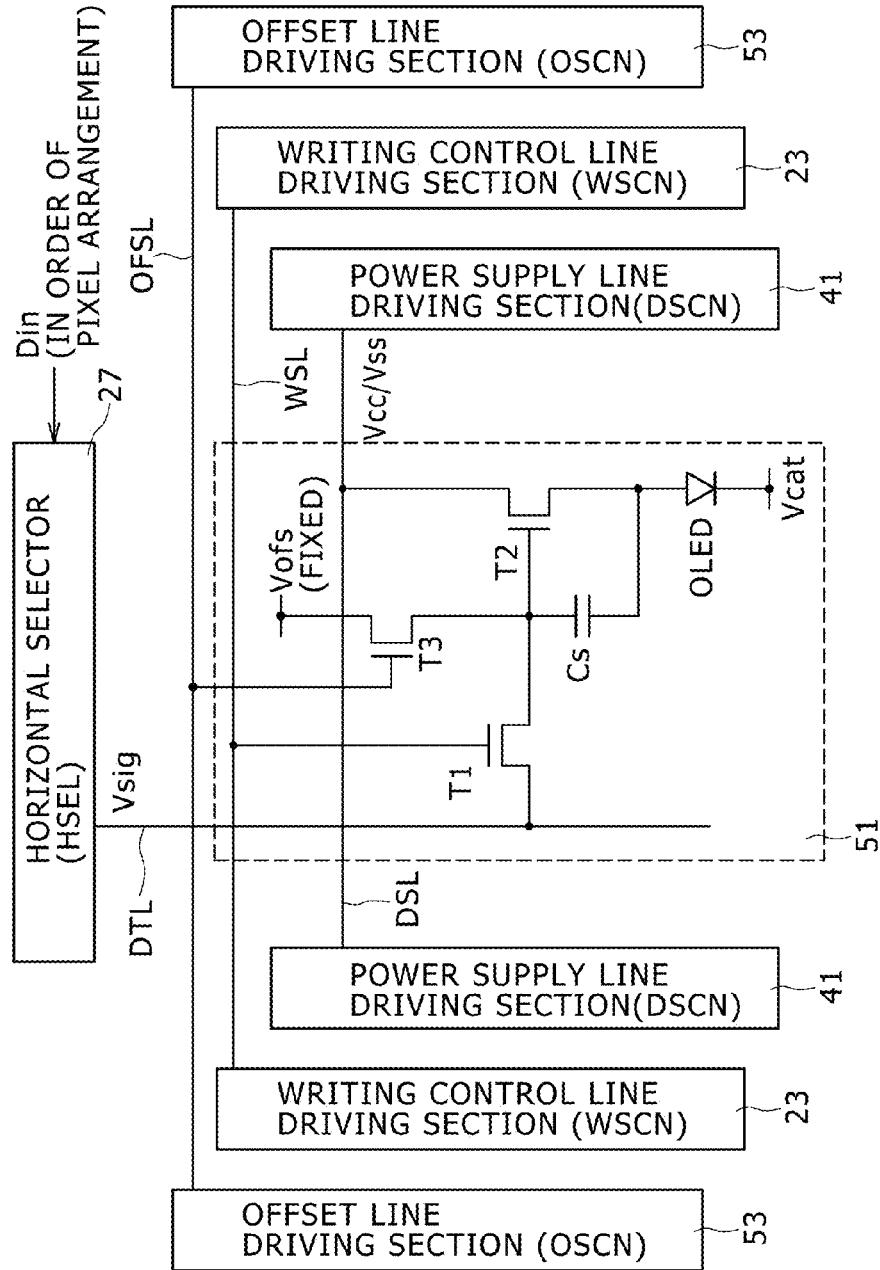 OFFSET LINE
DRIVING SECTION (OSCN)
53
WRITING CONTROL LINE
DRIVING SECTION (WSCN)
23
POWER SUPPLY LINE
DRIVING SECTION(DSCN)
41
Din
(IN ORDER OF
PIXEL ARRANGEMENT)
27
HORIZONTAL SELECTOR
(HSEL)
OFSL
WSL
Vcc/Vss
Vsig
DTL
DSL
Vofs
(FIXED)
T3
T2
T1
Cs
OLED
Vcat
51
POWER SUPPLY LINE
DRIVING SECTION(DSCN)
41
WRITING CONTROL LINE
DRIVING SECTION (WSCN)
23
OFFSET LINE
DRIVING SECTION (OSCN)
53